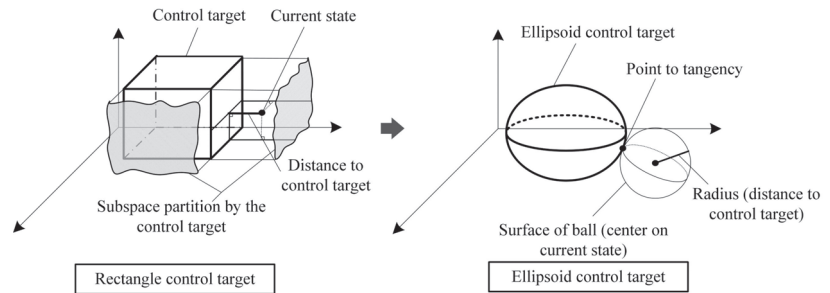 Control target
Current state
Distance to
control target
Subspace partition by the
control target
Rectangle control target
Ellipsoid control target
Point to tangency
Radius (distance to
control target)
Surface of ball (center on
current state)
Ellipsoid control target